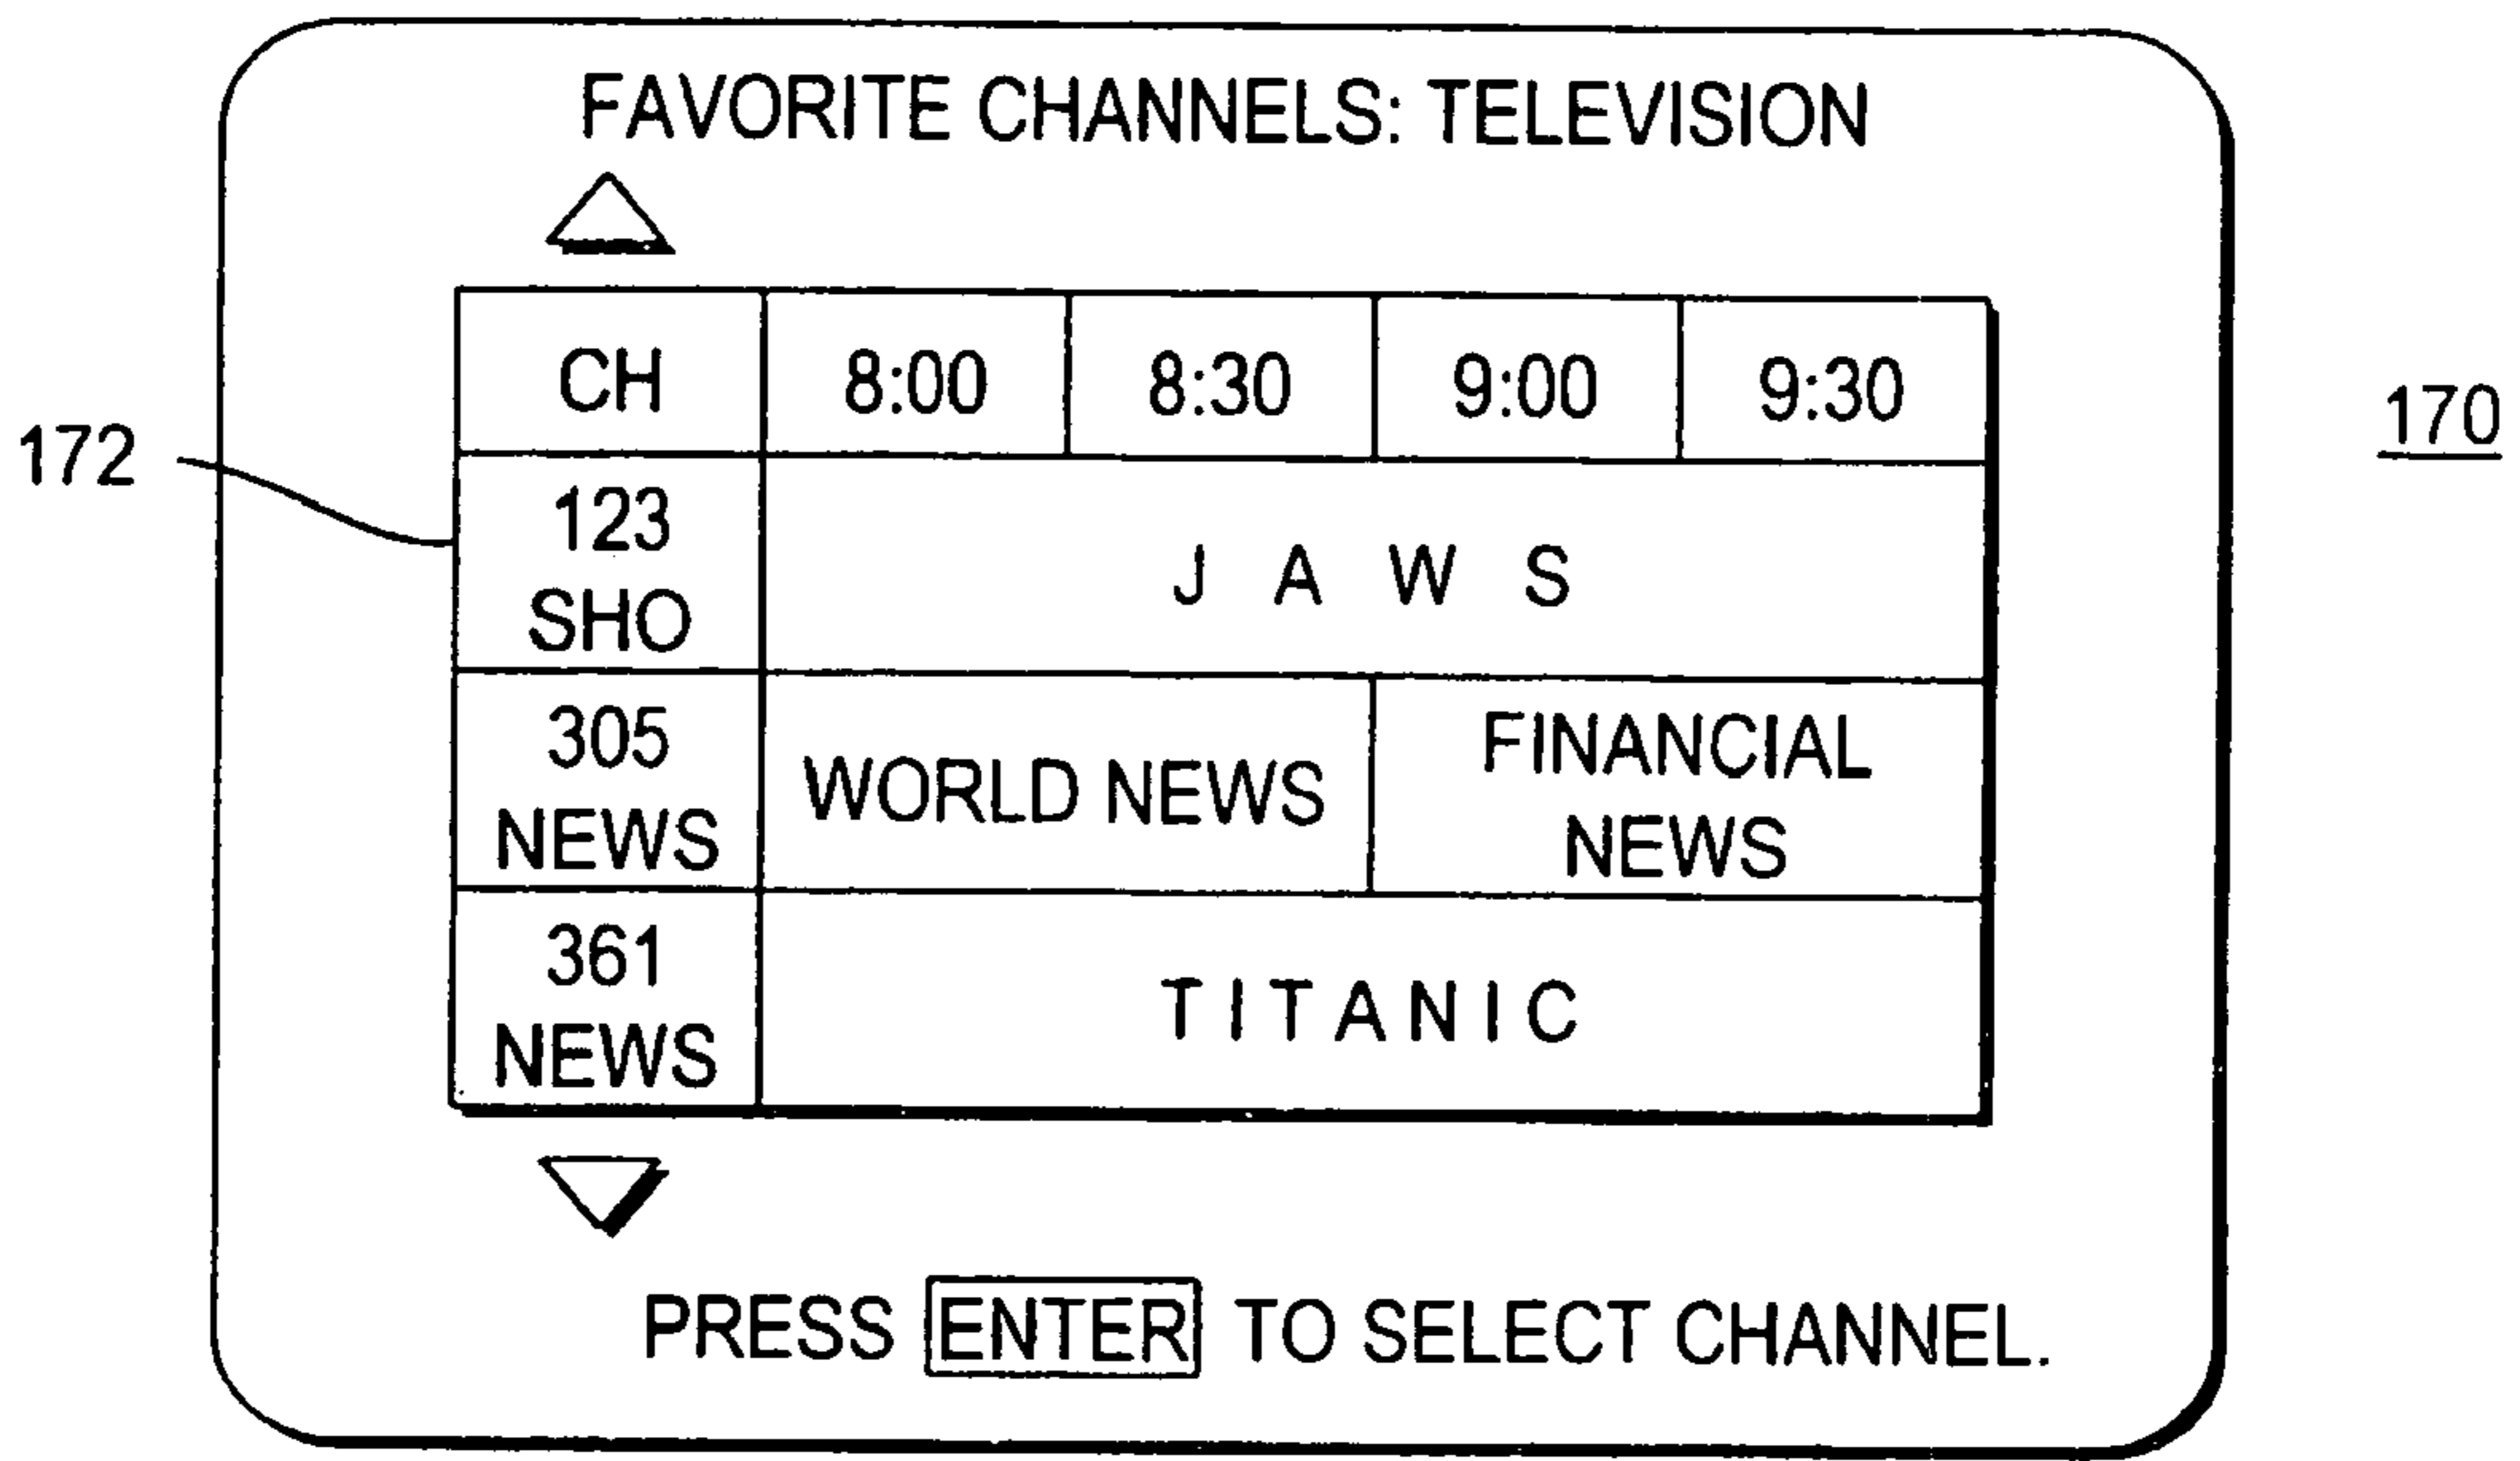 FAVORITE CHANNELS: TELEVISION
CH 8:00 8:30 9:00 9:30
170
172
123
SHO
JAWS
305
NEWS
WORLD NEWS
FINANCIAL
NEWS
361
NEWS
TITANIC
PRESS ENTER TO SELECT CHANNEL.